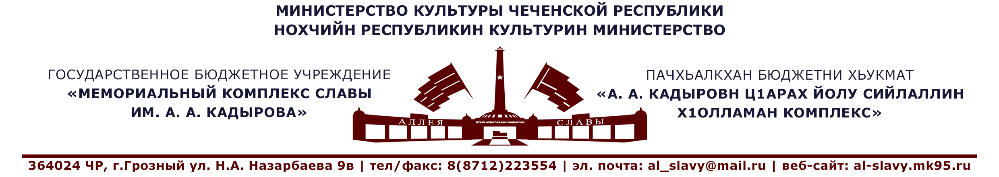 МИНИСТЕРСТВО КУЛЬТУРЫ ЧЕЧЕНСКОЙ РЕСПУБЛИКИ
НОХЧИЙН РЕСПУБЛИКИН КУЛЬТУРИН МИНИСТЕРСТВО
ГОСУДАРСТВЕННОЕ БЮДЖЕТНОЕ УЧРЕЖДЕНИЕ
«МЕМОРИАЛЬНЫЙ КОМПЛЕКС СЛАВЫ
ИМ. А. А. КАДЫРОВА»
АЛЛЕЯ
МУЗЕЙ АХМАТ-ХАДЖИ КАДЫРОВА
СЛАВЫ
ПАЧХЬАЛКХАН БЮДЖЕТНИ ХЬУКМАТ
«А. А. КАДЫРОВН Ц1АРАХ ЙОЛУ СИЙЛАЛЛИН
Х1ОЛЛАМАН КОМПЛЕКС»
364024 ЧР, г.Грозный ул. Н.А. Назарбаева 9в | тел/факс: 8(8712)223554 | эл. почта: al_slavy@mail.ru | веб-сайт: al-slavy.mk95.ru